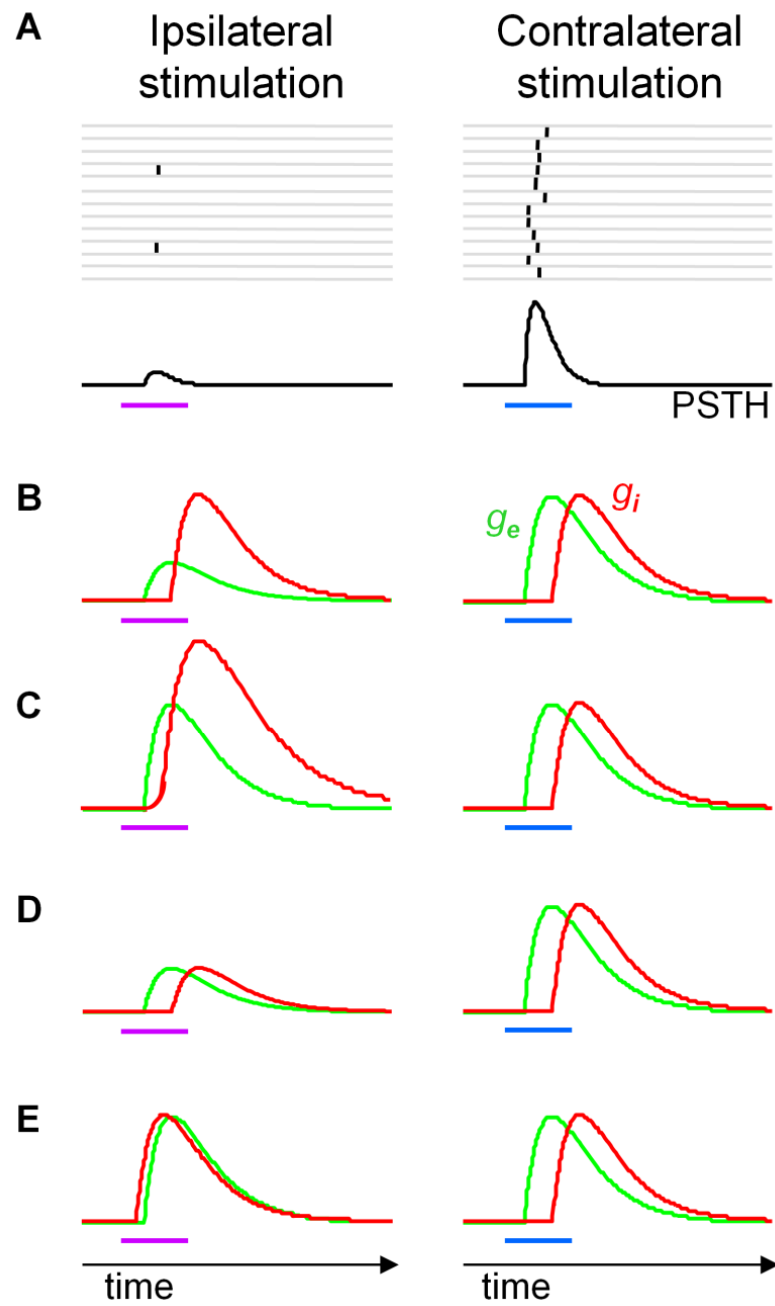 A
Ipsilateral
stimulation
Contralateral
stimulation
PSTH
B
ge
gi
C
D
E
time
time